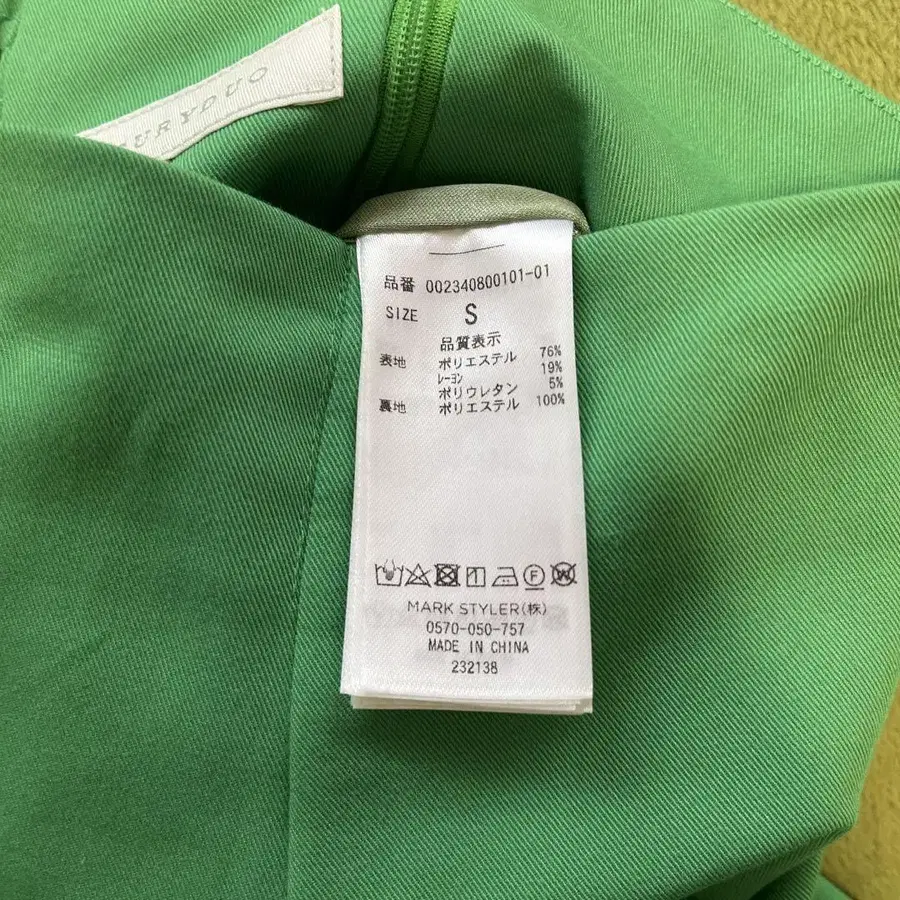 品番 002340800101-01
SIZE S
品質表示
表地 ポリエステル 76%
レーヨン 19%
ポリウレタン 5%
裏地 ポリエステル 100%
MARK STYLER(株)
0570-050-757
MADE IN CHINA
232138